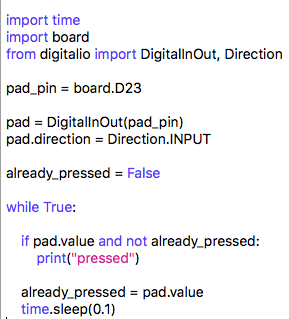 import time
import board
from digitalio import DigitalInOut, Direction
pad_pin = board.D23
pad = DigitalInOut(pad_pin)
pad.direction = Direction.INPUT
already_pressed = False
while True:
if pad.value and not already_pressed:
print("pressed")
already_pressed = pad.value
time.sleep(0.1)